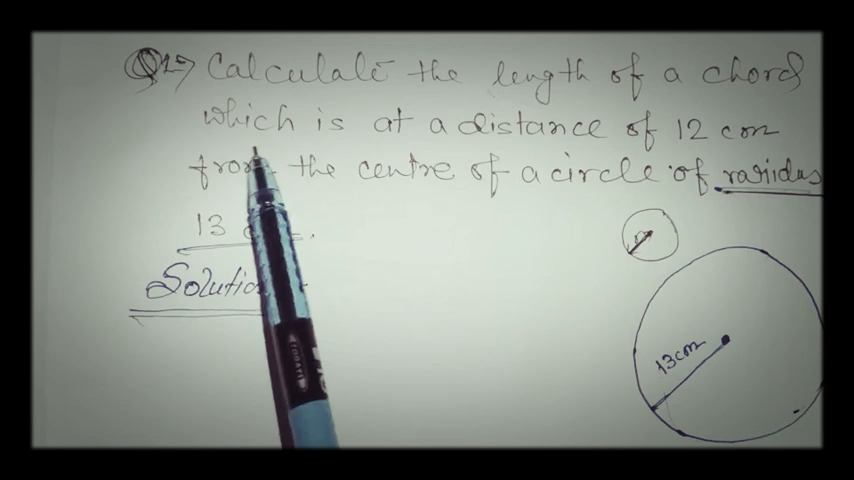 Q1→ Calculate the length of a chord
which is at a distance of 12 cm
from the centre of a circle of radius
13
Solution
r
13cm